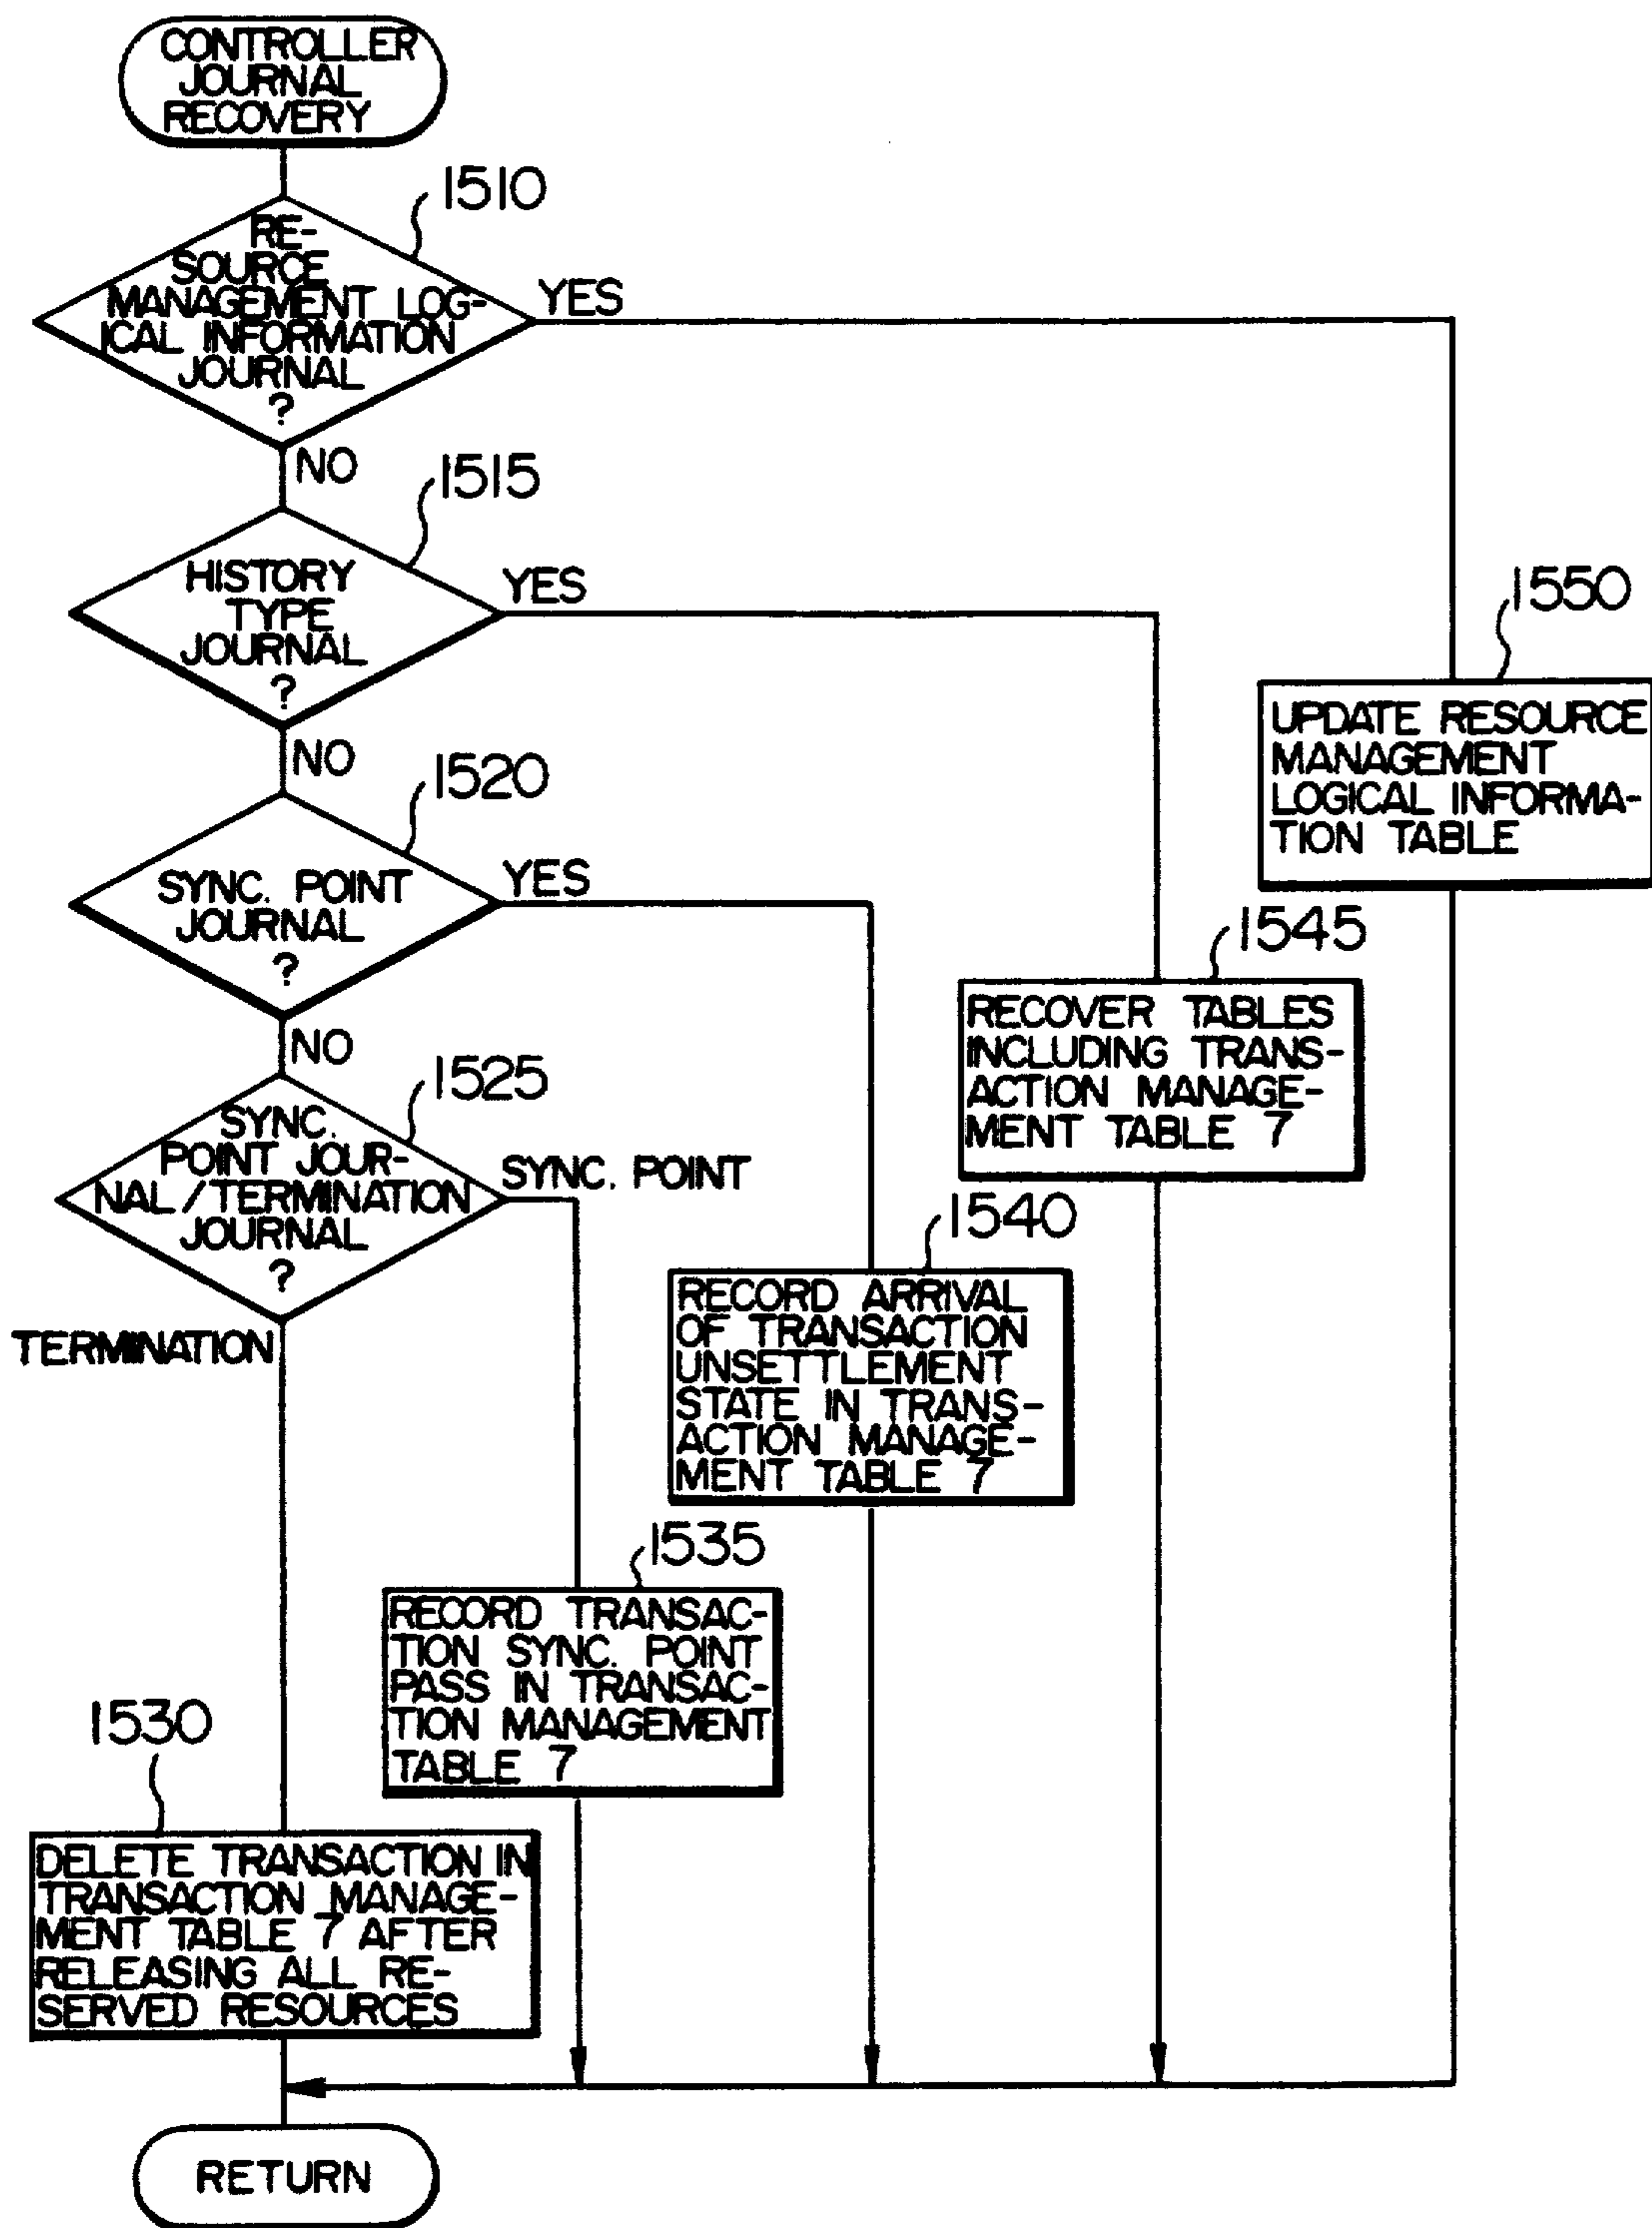 CONTROLLER
JOURNAL
RECOVERY
1510
RE-
SOURCE
MANAGEMENT LOG-
ICAL INFORMATION
JOURNAL
?
YES
NO
1515
HISTORY
TYPE
JOURNAL
?
YES
NO
1520
SYNC. POINT
JOURNAL
?
YES
NO
1525
SYNC.
POINT JOUR-
NAL/TERMINATION
JOURNAL
?
SYNC. POINT
TERMINATION
1550
UPDATE RESOURCE
MANAGEMENT
LOGICAL INFORMA-
TION TABLE
1545
RECOVER TABLES
INCLUDING TRANS-
ACTION MANAGE-
MENT TABLE 7
1540
RECORD ARRIVAL
OF TRANSACTION
UNSETTLEMENT
STATE IN TRANS-
ACTION MANAGE-
MENT TABLE 7
1535
RECORD TRANSAC-
TION SYNC. POINT
PASS IN TRANSAC-
TION MANAGEMENT
TABLE 7
1530
DELETE TRANSACTION IN
TRANSACTION MANAGE-
MENT TABLE 7 AFTER
RELEASING ALL RE-
SERVED RESOURCES
RETURN